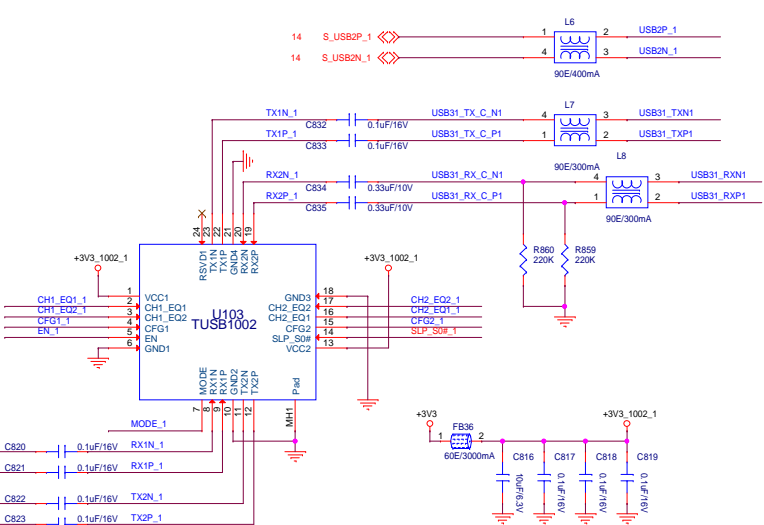 L6
14 S_USB2P_1 1 2 USB2P_1
14 S_USB2N_1 4 3 USB2N_1
90E/400mA
L7
TX1N_1 C832 0.1uF/16V USB31_TX_C_N1 4 3 USB31_TXN1
TX1P_1 C833 0.1uF/16V USB31_TX_C_P1 1 2 USB31_TXP1
90E/300mA
L8
RX2N_1 C834 0.33uF/10V USB31_RX_C_N1 4 3 USB31_RXN1
RX2P_1 C835 0.33uF/10V USB31_RX_C_P1 1 2 USB31_RXP1
90E/300mA
R860 220K
R859 220K
24 23 22 21 20 19
RSVD1 TX1N TX1P GND4 RX2N RX2P
+3V3_1002_1
+3V3_1002_1
U103
TUSB1002
1 VCC1
CH1_EQ1_1 2 CH1_EQ1
CH1_EQ2_1 3 CH1_EQ2
CFG1_1 4 CFG1
EN_1 5 EN
6 GND1
GND3 18
CH2_EQ2 17 CH2_EQ2_1
CH2_EQ1 16 CH2_EQ1_1
CFG2 15 CFG2_1
SLP_S0# 14 SLP_S0#_1
VCC2 13
MODE RX1N RX1P GND2 TX2N TX2P Pad
7 8 9 10 11 12 MH1
MODE_1
C820 0.1uF/16V RX1N_1
C821 0.1uF/16V RX1P_1
C822 0.1uF/16V TX2N_1
C823 0.1uF/16V TX2P_1
+3V3
+3V3_1002_1
FB36
1 2
60E/3000mA
C816 C817 C818 C819
10uF/6.3V 0.1uF/16V 0.1uF/16V 0.1uF/16V